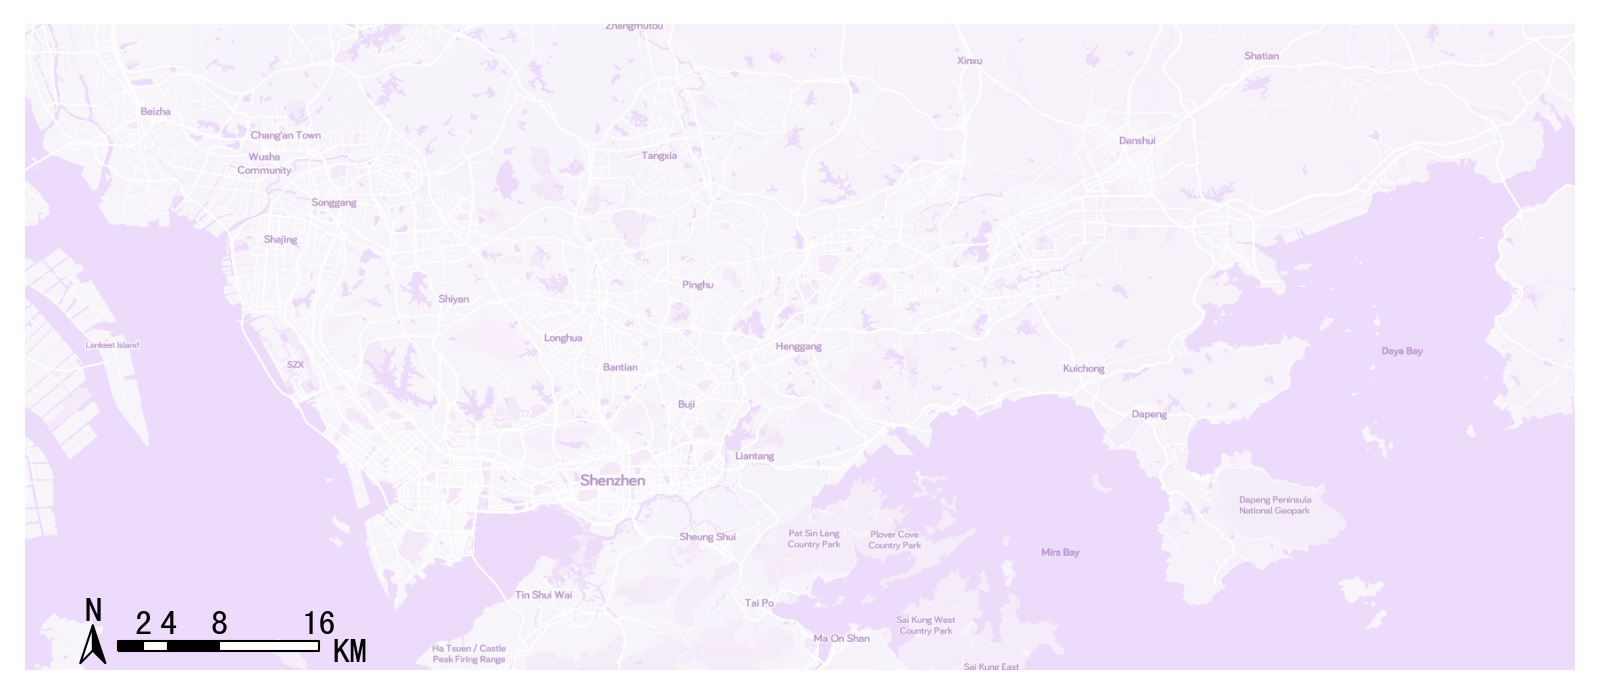 Zhangmutou
Xinxu
Shatian
Beizha
Chang'an Town
Danshui
Wusha
Community
Tangxia
Songgang
Shajing
Pinghu
Shiyan
Lankeet Island
Longhua
Henggang
Daya Bay
SZX
Bantian
Kuichong
Buji
Dapeng
Liantang
Shenzhen
Dapeng Peninsula
National Geopark
Sheung Shui
Pat Sin Leng
Country Park
Plover Cove
Country Park
Mirs Bay
Tin Shui Wai
Tai Po
N
2 4 8 16
KM
Sai Kung West
Country Park
Ma On Shan
Ha Tsuen / Castle
Peak Firing Range
Sai Kung East